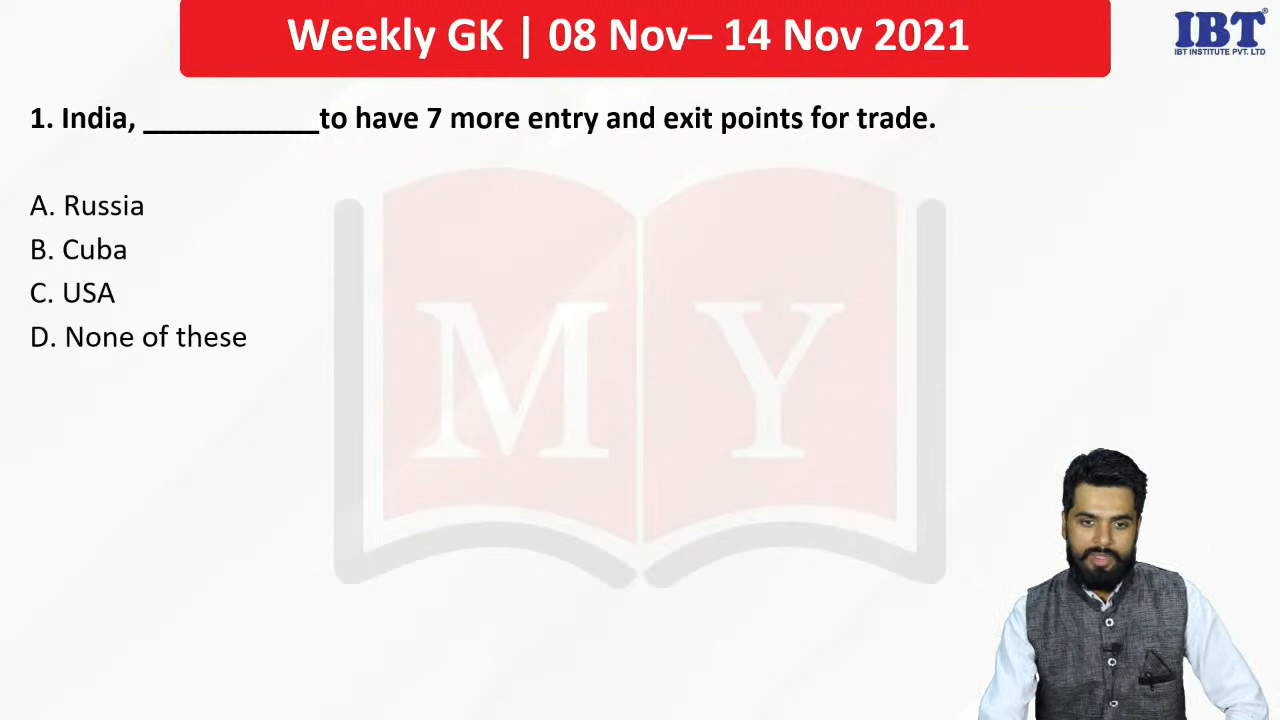 Weekly GK | 08 Nov– 14 Nov 2021
IBT®
IBT INSTITUTE PVT. LTD
1. India, ____________to have 7 more entry and exit points for trade.
A. Russia
B. Cuba
C. USA
D. None of these
M Y